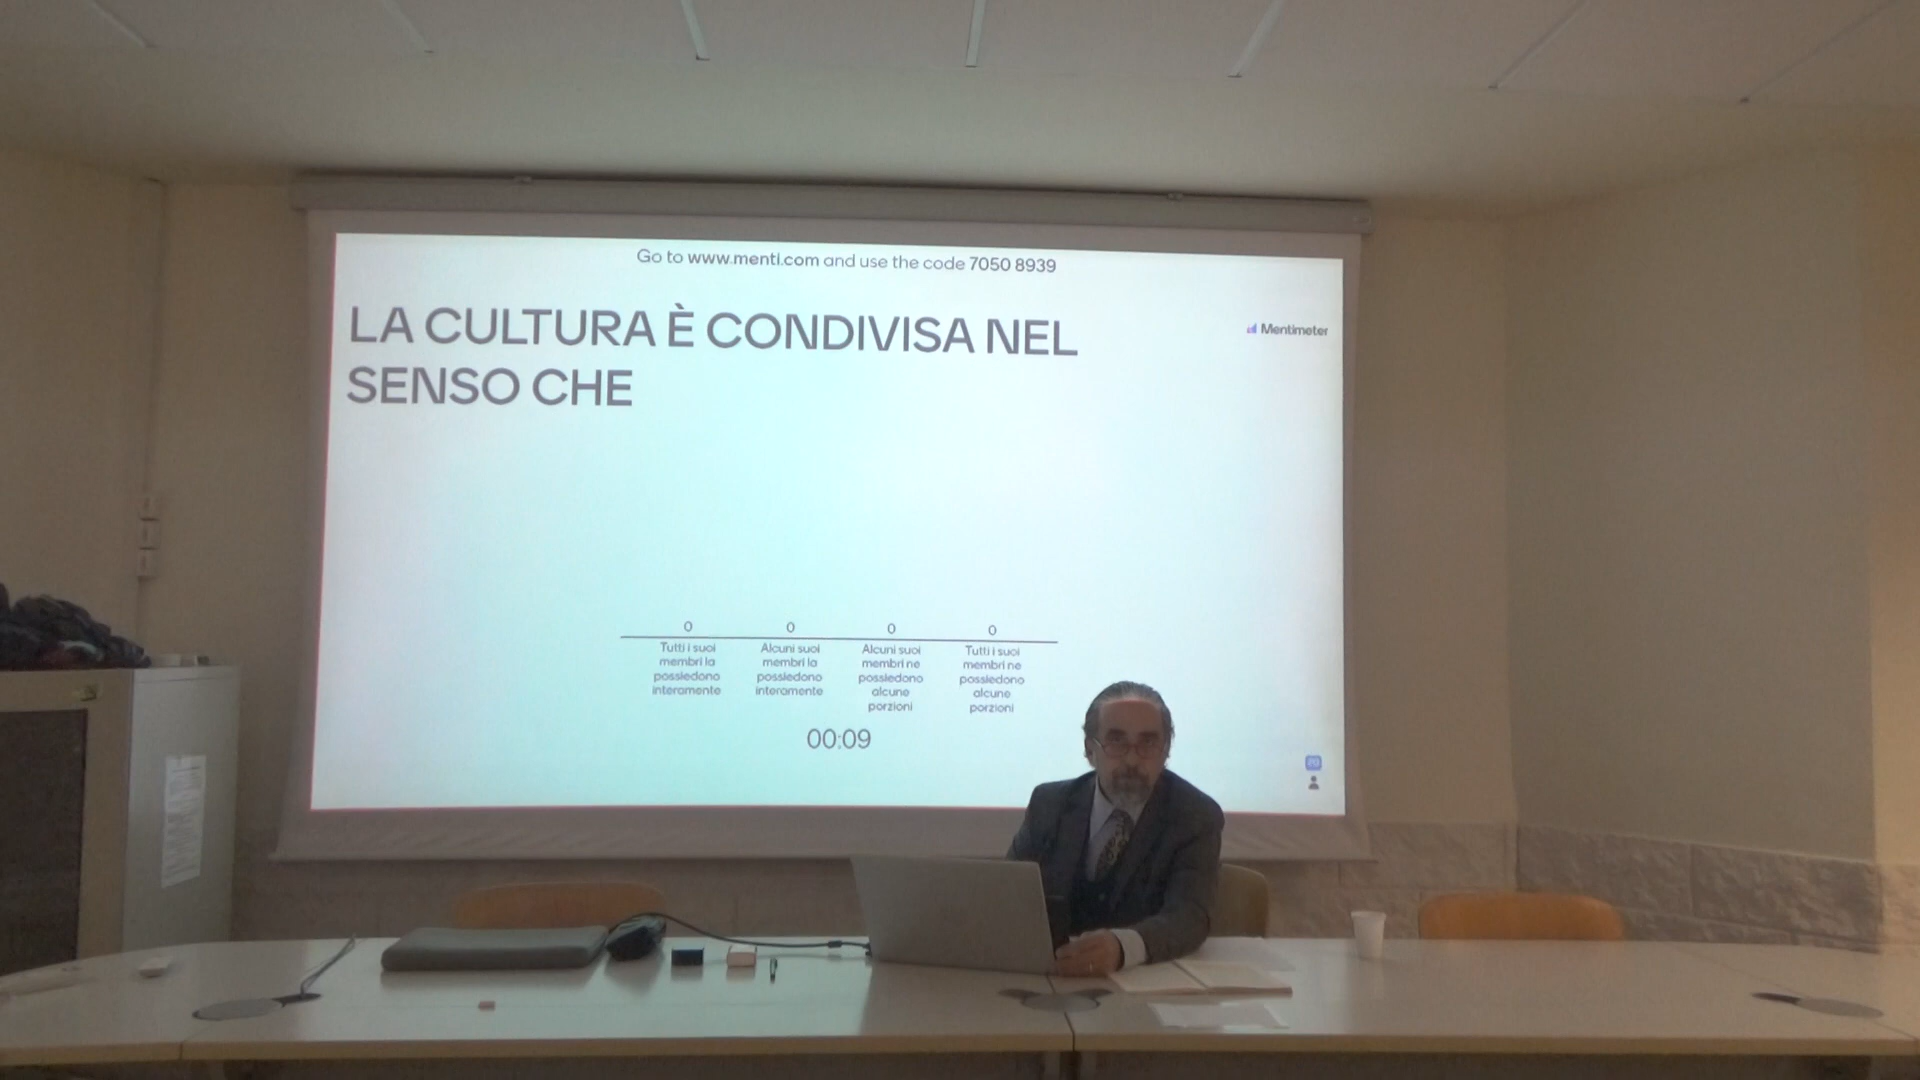 Go to www.menti.com and use the code 7050 8939
LA CULTURA È CONDIVISA NEL
SENSO CHE
Mentimeter
0
0
0
0
Tutti i suoi
membri la
possiedono
interamente
Alcuni suoi
membri la
possiedono
interamente
Alcuni suoi
membri ne
possiedono
alcune
porzioni
Tutti i suoi
membri ne
possiedono
alcune
porzioni
00:09